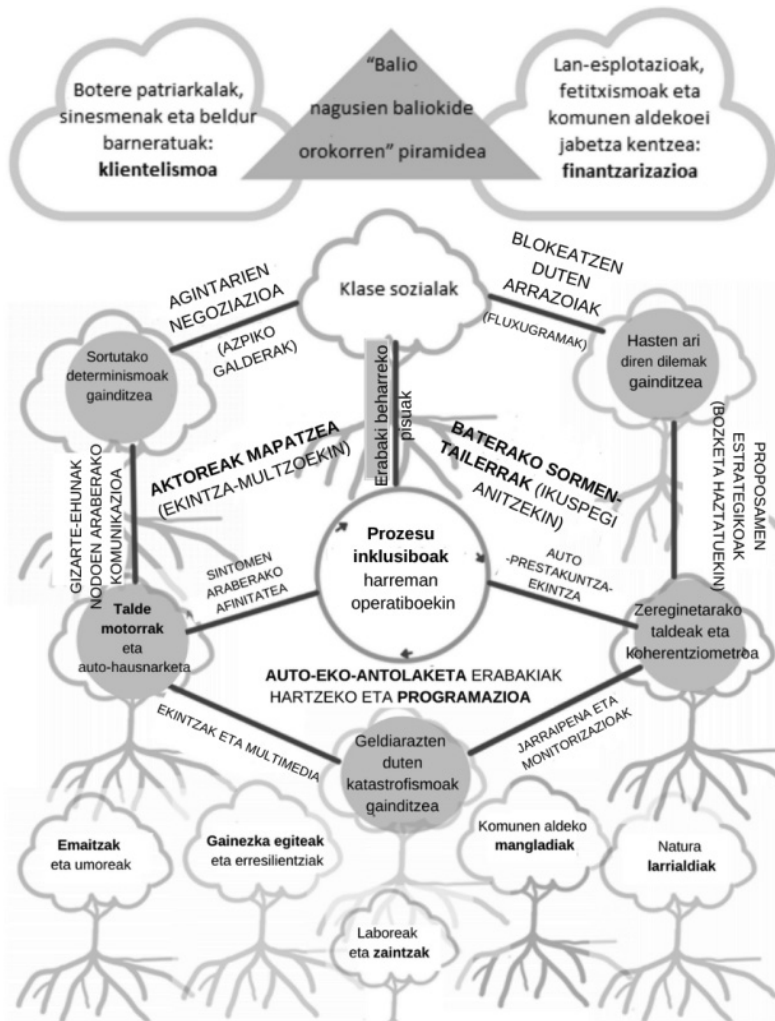 Botere patriarkalak,
sinesmenak eta beldur
barneratuak:
klientelismoa
"Balio
nagusien baliokide
orokorren" piramidea
Lan-esplotazioak,
fetitxismoak eta
komunen aldekoei
jabetza kentzea:
finantzarizazioa
Klase sozialak
AGINTARIEN
NEGOZIAZIOA
(AZPIKO
GALDERAK)
BLOKEATZEN
DUTEN
ARRAZOIAK
(FLUXUGRAMAK)
Sortutako
determinismoak
gainditzea
Hasten ari
diren dilemak
gainditzea
Erabaki beharreko
pisuak
AKTOREAK MAPATZEA
(EKINTZA-MULTZOEKIN)
BATERAKO SORMEN-
TAILERRAK (IKUSPEGI
ANITZEKIN)
GIZARTE-EHUNAK
NODOEN ARABERAKO
KOMUNIKAZIOA
PROPOSAMEN
ESTRATEGIKOAK
(BOZKETA HAZTATUEKIN)
Prozesu
inklusiboak
harreman
operatiboekin
SINTOMEN
ARABERAKO
AFINITATEA
AUTO
-PRESTAKUNTZA-
EKINTZA
Talde
motorrak
eta
auto-hausnarketa
Zereginetarako
taldeak eta
koherentziometroa
AUTO-EKO-ANTOLAKETA ERABAKIAK
HARTZEKO ETA PROGRAMAZIOA
EKINTZAK ETA MULTIMEDIA
JARRAIPENA ETA
MONITORIZAZIOAK
Geldiarazten
duten
katastrofismoak
gainditzea
Emaitzak
eta umoreak
Gainezka egiteak
eta erresilientziak
Komunen aldeko
mangladiak
Natura
larrialdiak
Laboreak
eta zaintzak